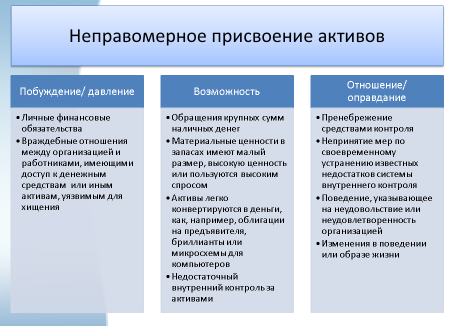 Неправомерное присвоение активов
Побуждение/ давление
• Личные финансовые
обязательства
• Враждебные отношения
между организацией и
работниками, имеющими
доступ к денежным
средствам или иным
активам, уязвимым для
хищения
Возможность
• Обращения крупных сумм
наличных денег
• Материальные ценности в
запасах имеют малый
размер, высокую ценность
или пользуются высоким
спросом
• Активы легко
конвертируются в деньги,
как, например, облигации
на предъявителя,
бриллианты или
микросхемы для
компьютеров
• Недостаточный
внутренний контроль за
активами
Отношение/
оправдание
• Пренебрежение
средствами контроля
• Непринятие мер по
своевременному
устранению известных
недостатков системы
внутреннего контроля
• Поведение, указывающее
на недовольствие или
неудовлетворенность
организацией
• Изменения в поведении
или образе жизни